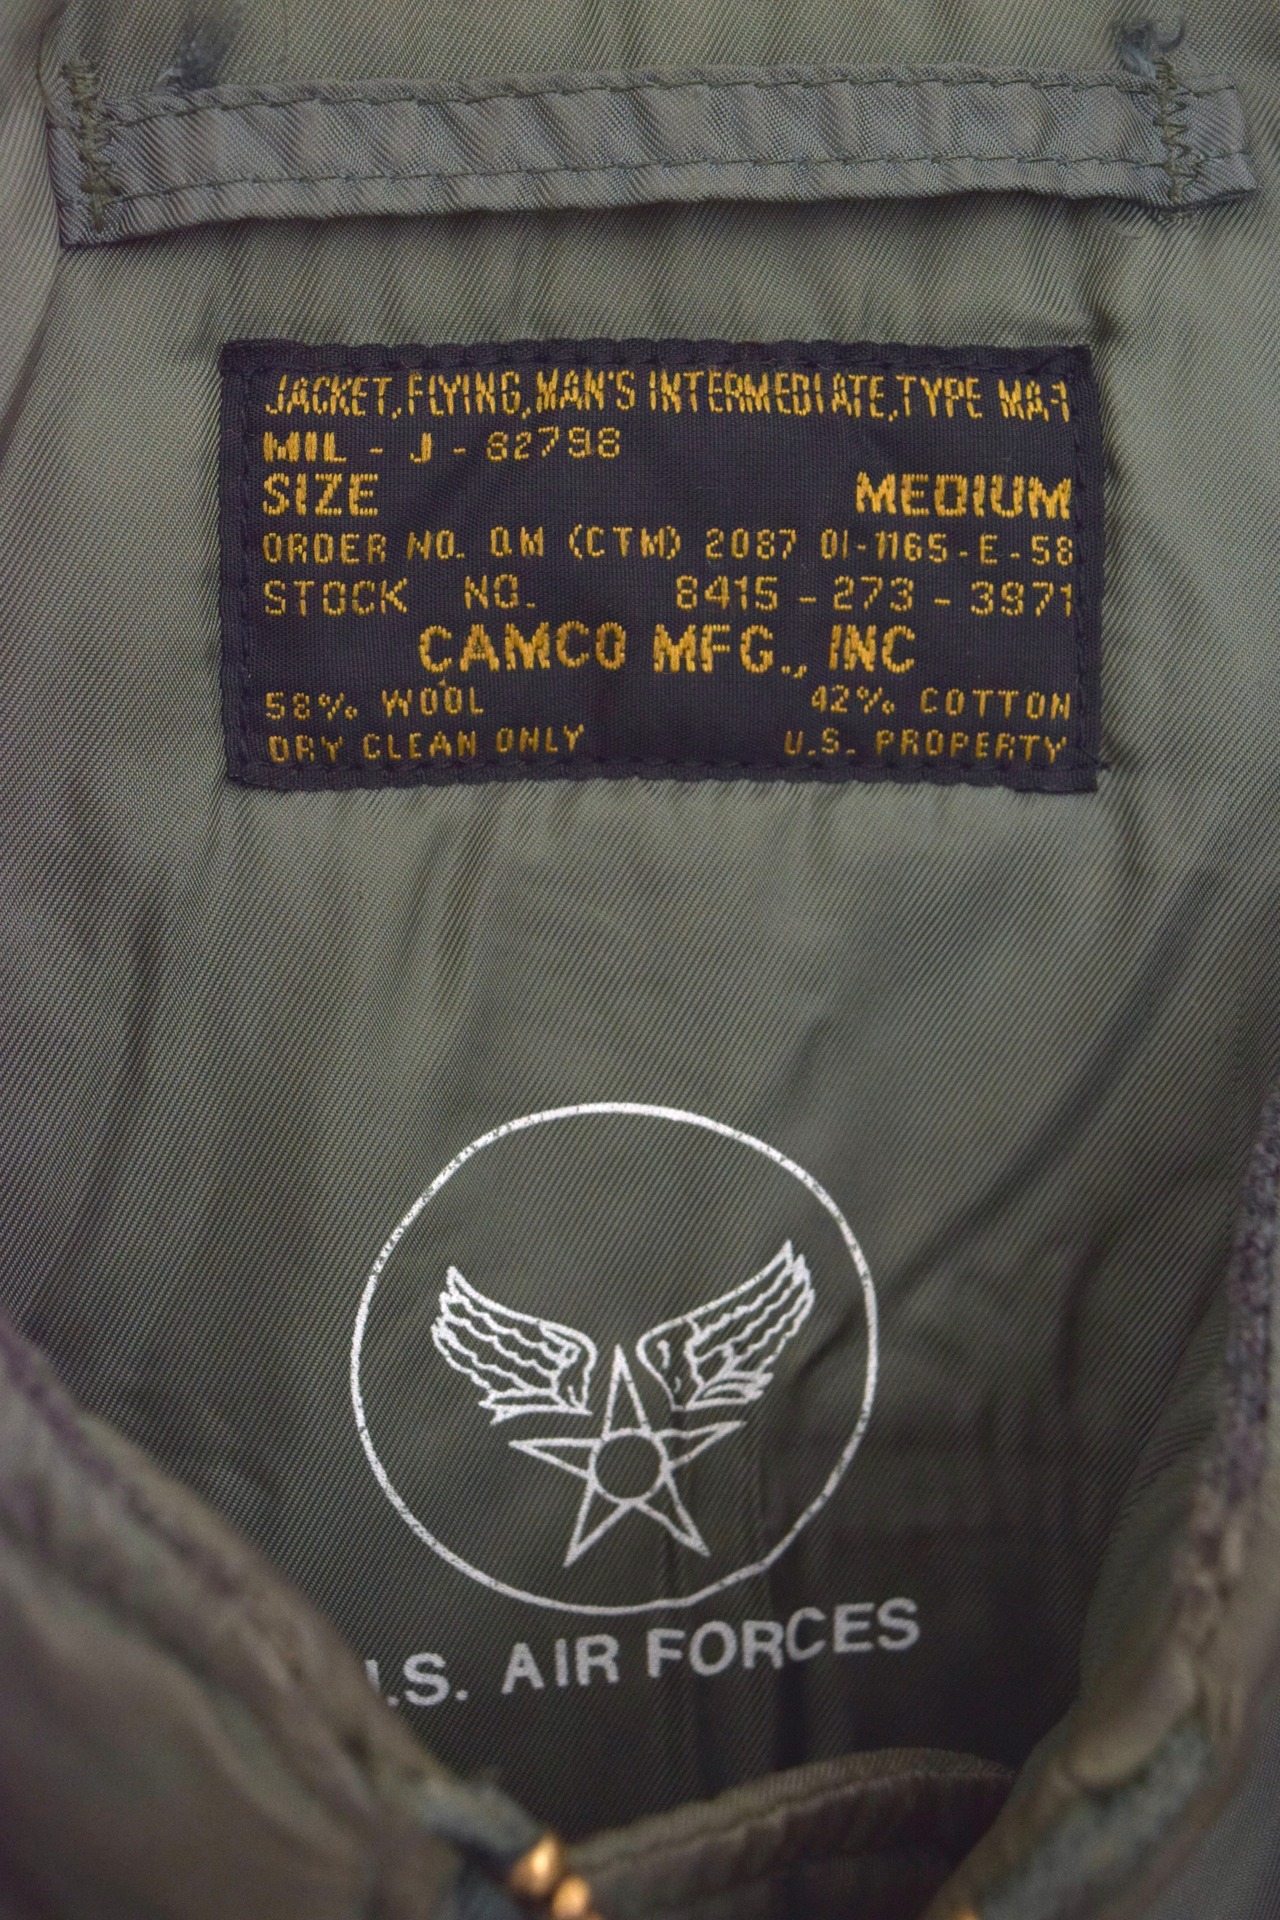 JACKET, FLYING, MAN'S INTERMEDIATE, TYPE MA-1
MIL - J - 82798
SIZE MEDIUM
ORDER NO. QM (CTM) 2087 01-1165-E-58
STOCK NO. 8415 - 273 - 3971
CAMCO MFG., INC
58% WOOL 42% COTTON
DRY CLEAN ONLY U.S. PROPERTY
.S. AIR FORCES